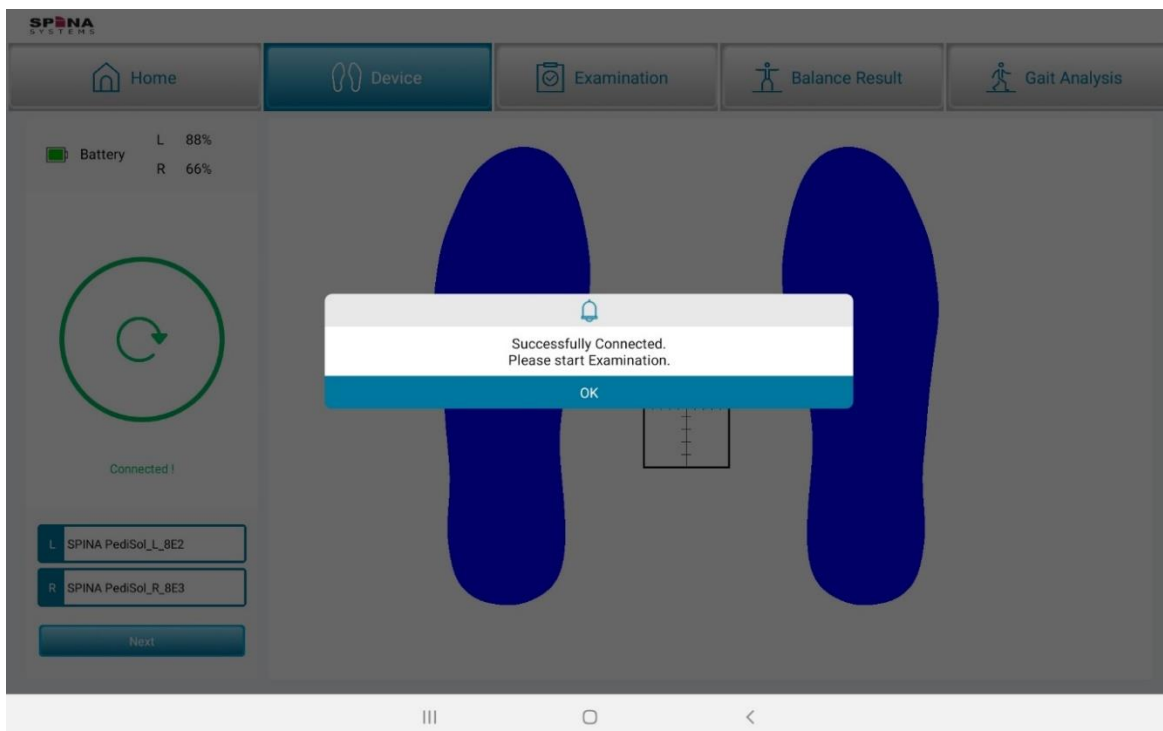 SPINA
SYSTEMS
Home
Device
Examination
Balance Result
Gait Analysis
Battery
L 88%
R 66%
Successfully Connected.
Please start Examination.
OK
Connected !
L SPINA PediSol_L_8E2
R SPINA PediSol_R_8E3
Next